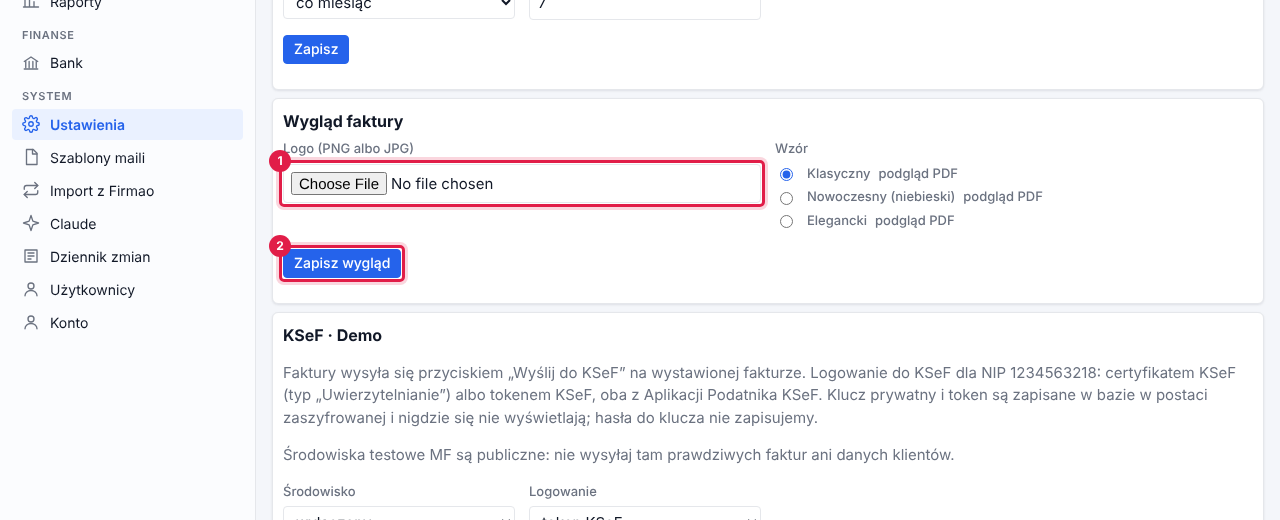 Raporty
FINANSE
Bank
SYSTEM
Ustawienia
Szablony maili
Import z Firmao
Claude
Dziennik zmian
Użytkownicy
Konto
co miesiąc
7
Zapisz
Wygląd faktury
Logo (PNG albo JPG)
1
Choose File No file chosen
Wzór
Klasyczny podgląd PDF
Nowoczesny (niebieski) podgląd PDF
Elegancki podgląd PDF
2
Zapisz wygląd
KSeF · Demo
Faktury wysyła się przyciskiem „Wyślij do KSeF” na wystawionej fakturze. Logowanie do KSeF dla NIP 1234563218: certyfikatem KSeF
(typ „Uwierzytelnianie”) albo tokenem KSeF, oba z Aplikacji Podatnika KSeF. Klucz prywatny i token są zapisane w bazie w postaci
zaszyfrowanej i nigdzie się nie wyświetlają; hasła do klucza nie zapisujemy.
Środowiska testowe MF są publiczne: nie wysyłaj tam prawdziwych faktur ani danych klientów.
Środowisko
Logowanie
token KSeF